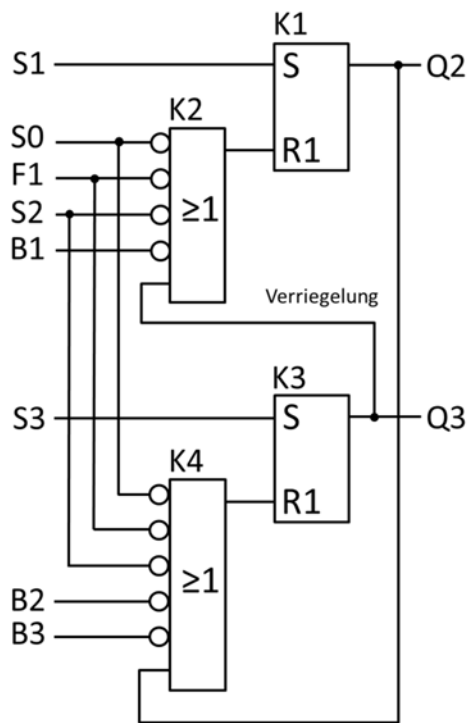 K1
S1
S
Q2
S0
K2
F1
R1
S2
≥1
B1
Verriegelung
K3
S3
S
Q3
K4
R1
≥1
B2
B3